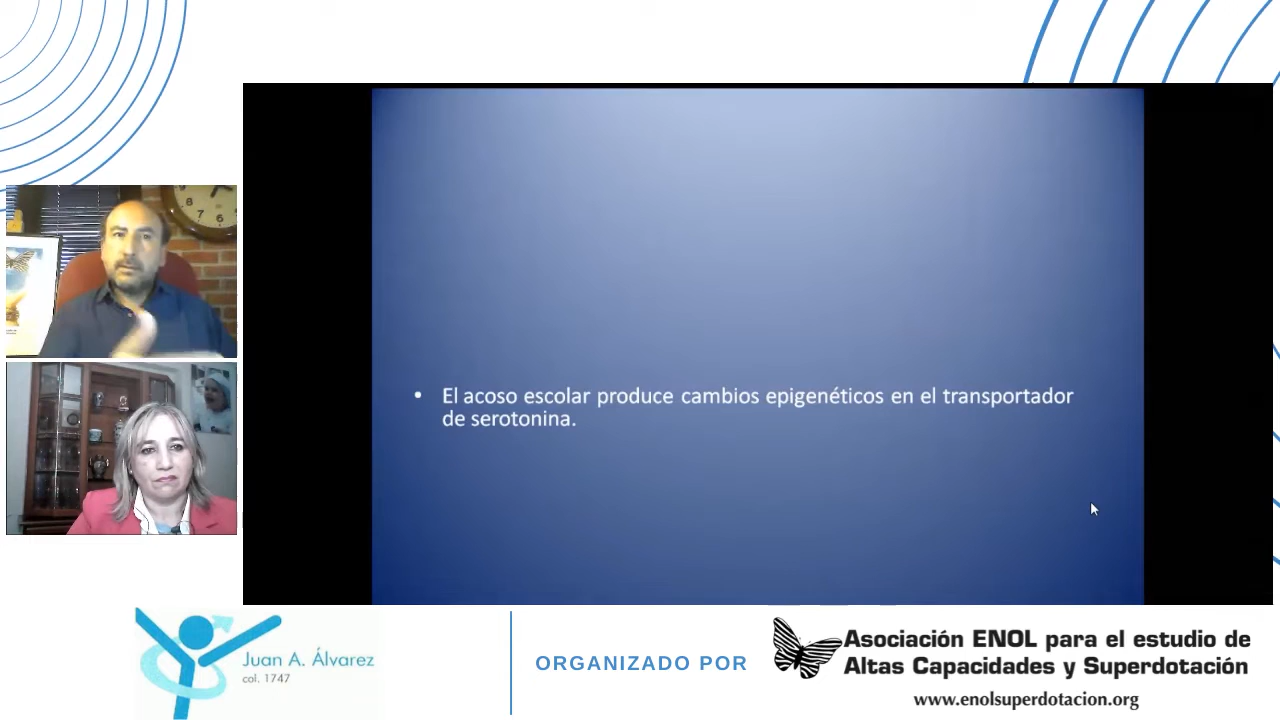 • El acoso escolar produce cambios epigenéticos en el transportador
de serotonina.
Juan A. Álvarez
col. 1747
ORGANIZADO POR
Asociación ENOL para el estudio de
Altas Capacidades y Superdotación
www.enolsuperdotacion.org